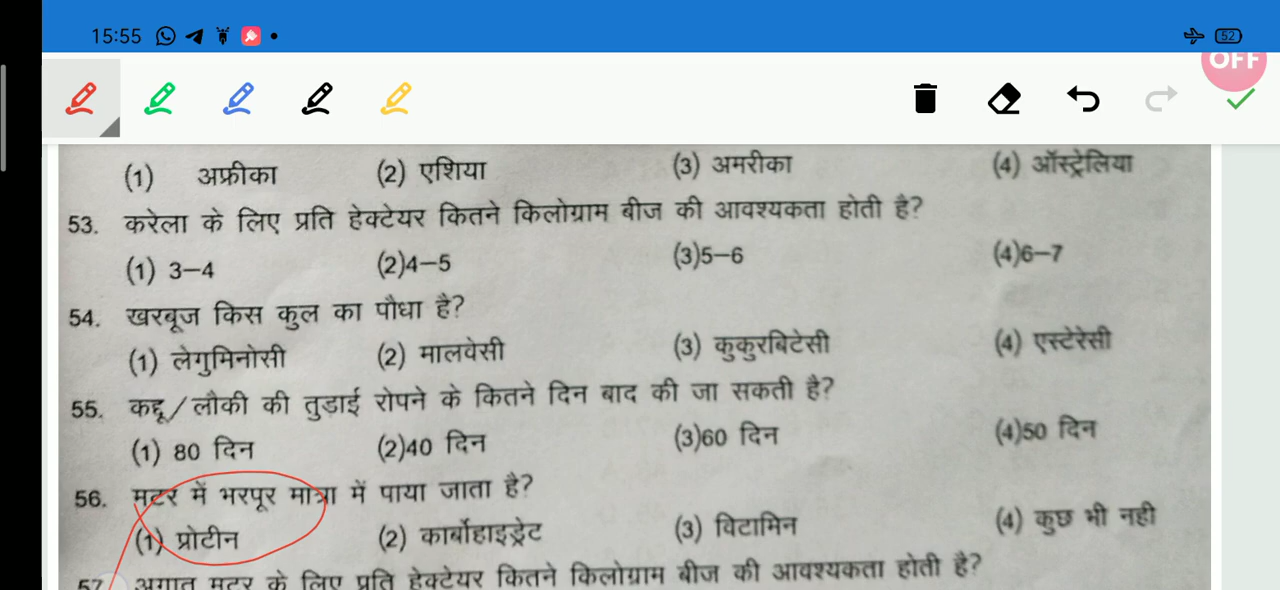 15:55
52
OFF
(1) अफ्रीका (2) एशिया (3) अमरीका (4) ऑस्ट्रेलिया
53. करेला के लिए प्रति हेक्टेयर कितने किलोग्राम बीज की आवश्यकता होती है?
(1) 3–4 (2)4–5 (3)5–6 (4)6–7
54. खरबूज किस कुल का पौधा है?
(1) लेगुमिनोसी (2) मालवेसी (3) कुकुरबिटेसी (4) एस्टेरेसी
55. कद्दू/लौकी की तुड़ाई रोपने के कितने दिन बाद की जा सकती है?
(1) 80 दिन (2)40 दिन (3)60 दिन (4)50 दिन
56. मटर में भरपूर मात्रा में पाया जाता है?
(1) प्रोटीन (2) कार्बोहाइड्रेट (3) विटामिन (4) कुछ भी नही
57 अगात मटर के लिए प्रति हेक्टेयर कितने किलोग्राम बीज की आवश्यकता होती है?